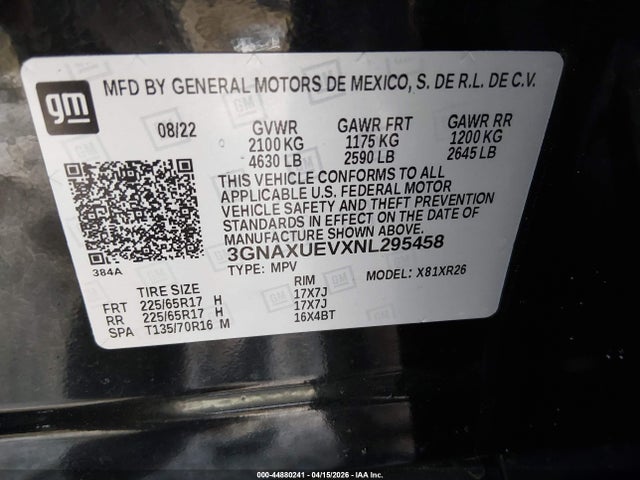 gm
MFD BY GENERAL MOTORS DE MEXICO, S. DE R.L. DE C.V.
08/22 GVWR GAWR FRT GAWR RR
2100 KG 1175 KG 1200 KG
4630 LB 2590 LB 2645 LB
THIS VEHICLE CONFORMS TO ALL
APPLICABLE U.S. FEDERAL MOTOR
VEHICLE SAFETY AND THEFT PREVENTION
STANDARDS IN EFFECT ON THE DATE OF
MANUFACTURE SHOWN ABOVE.
3GNAXUEVXNL295458
384A
TYPE: MPV MODEL: X81XR26
TIRE SIZE RIM
FRT 225/65R17 H 17X7J
RR 225/65R17 H 17X7J
SPA T135/70R16 M 16X4BT
000-44880241 - 04/15/2026 - IAA Inc.